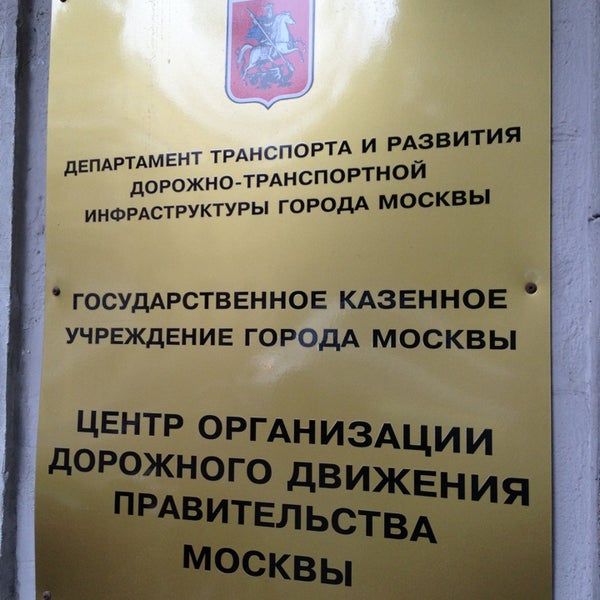 ДЕПАРТАМЕНТ ТРАНСПОРТА И РАЗВИТИЯ
ДОРОЖНО-ТРАНСПОРТНОЙ
ИНФРАСТРУКТУРЫ ГОРОДА МОСКВЫ
ГОСУДАРСТВЕННОЕ КАЗЕННОЕ
УЧРЕЖДЕНИЕ ГОРОДА МОСКВЫ
ЦЕНТР ОРГАНИЗАЦИИ
ДОРОЖНОГО ДВИЖЕНИЯ
ПРАВИТЕЛЬСТВА
МОСКВЫ